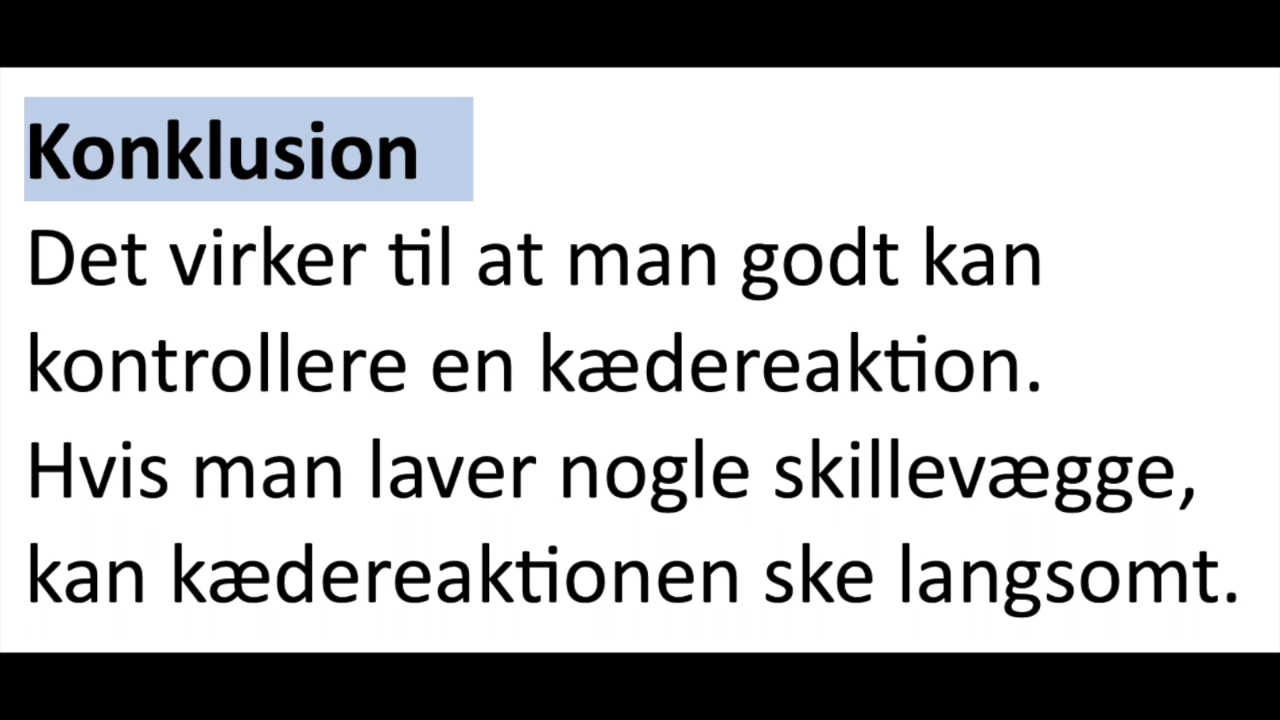 Konklusion
Det virker til at man godt kan
kontrollere en kædereaktion.
Hvis man laver nogle skillevægge,
kan kædereaktionen ske langsomt.